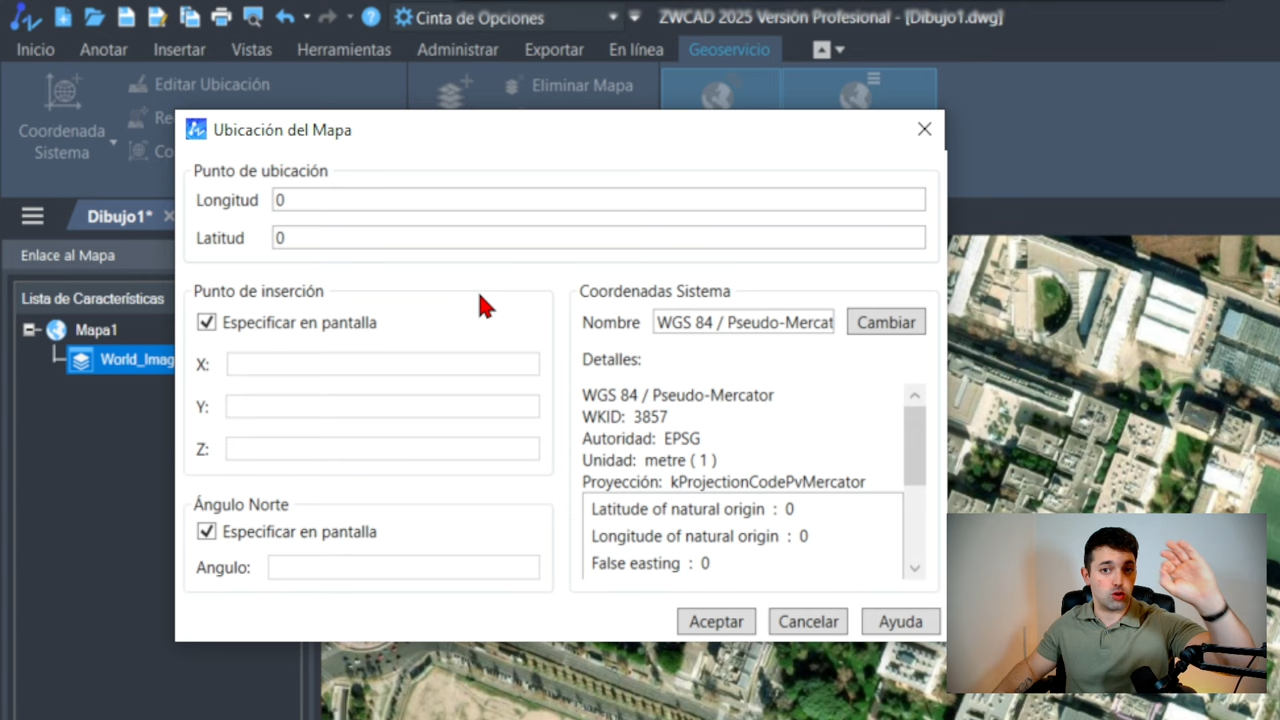 Cinta de Opciones
ZWCAD 2025 Versión Profesional - [Dibujo1.dwg]
Inicio Anotar Insertar Vistas Herramientas Administrar Exportar En línea Geoservicio
Editar Ubicación
Eliminar Mapa
Coordenada
Sistema
Re
Co
Dibujo1*
Enlace al Mapa
Lista de Características
Mapa1
World_Imag
Ubicación del Mapa
Punto de ubicación
Longitud 0
Latitud 0
Punto de inserción
Especificar en pantalla
X:
Y:
Z:
Ángulo Norte
Especificar en pantalla
Angulo:
Coordenadas Sistema
Nombre WGS 84 / Pseudo-Mercat Cambiar
Detalles:
WGS 84 / Pseudo-Mercator
WKID: 3857
Autoridad: EPSG
Unidad: metre ( 1 )
Proyección: kProjectionCodePvMercator
Latitude of natural origin : 0
Longitude of natural origin : 0
False easting : 0
Aceptar Cancelar Ayuda